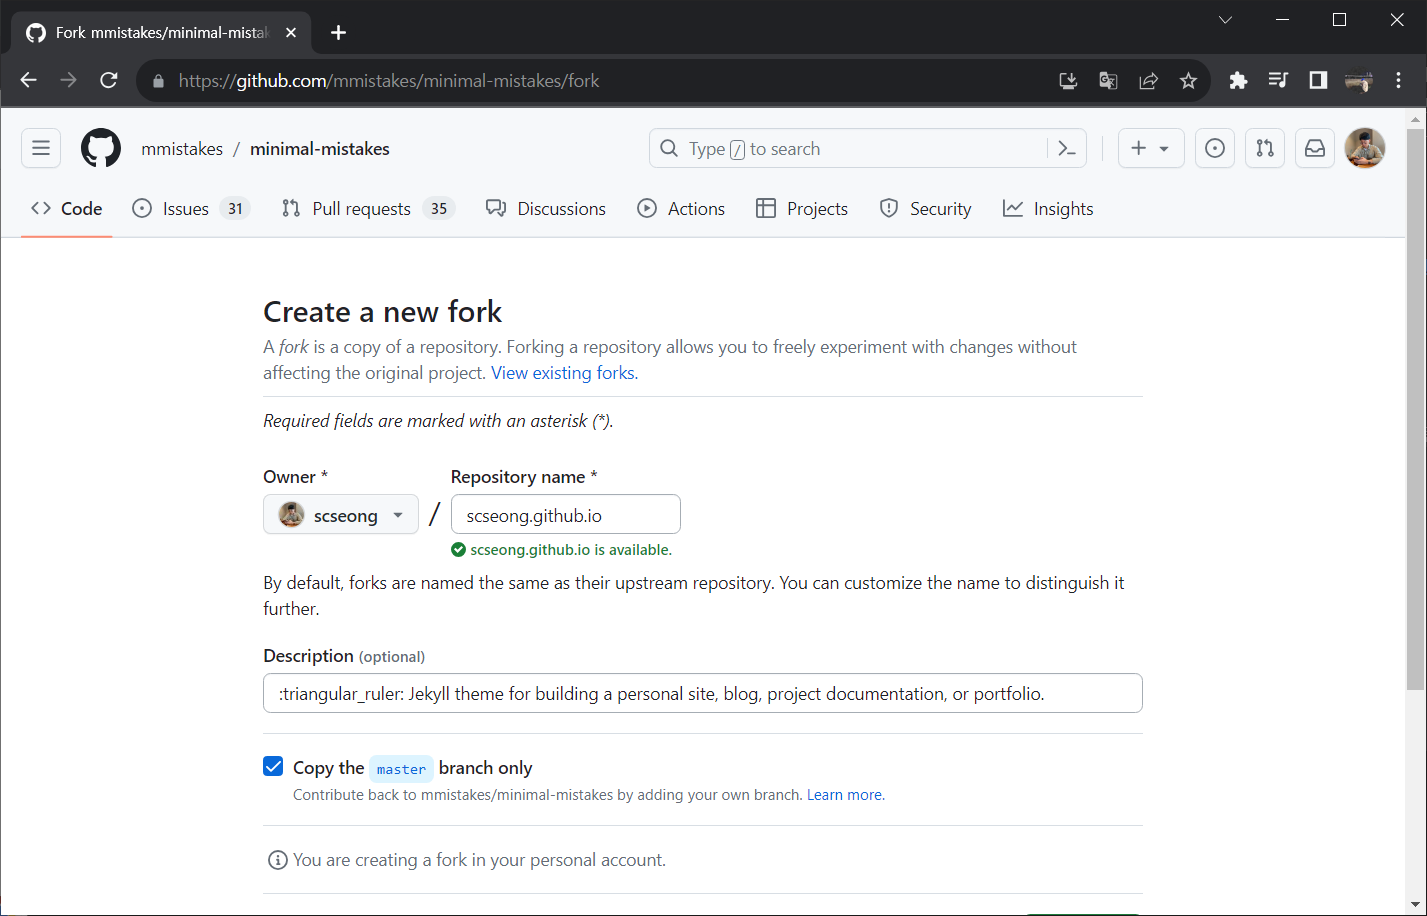 Fork mmistakes/minimal-mistak
https://github.com/mmistakes/minimal-mistakes/fork
mmistakes / minimal-mistakes
Type / to search
Code
Issues 31
Pull requests 35
Discussions
Actions
Projects
Security
Insights
Create a new fork
A fork is a copy of a repository. Forking a repository allows you to freely experiment with changes without
affecting the original project. View existing forks.
Required fields are marked with an asterisk (*).
Owner *
Repository name *
scseong / scseong.github.io
scseong.github.io is available.
By default, forks are named the same as their upstream repository. You can customize the name to distinguish it
further.
Description (optional)
:triangular_ruler: Jekyll theme for building a personal site, blog, project documentation, or portfolio.
Copy the master branch only
Contribute back to mmistakes/minimal-mistakes by adding your own branch. Learn more.
You are creating a fork in your personal account.